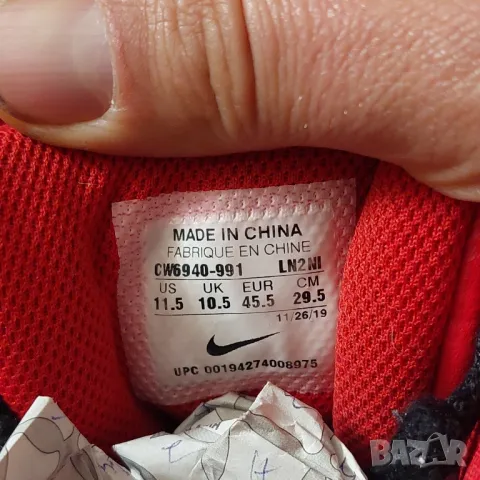 MADE IN CHINA
FABRIQUE EN CHINE
CW6940-991 LN2NI
US UK EUR CM
11.5 10.5 45.5 29.5
11/26/19
UPC 00194274008975
BAZAR